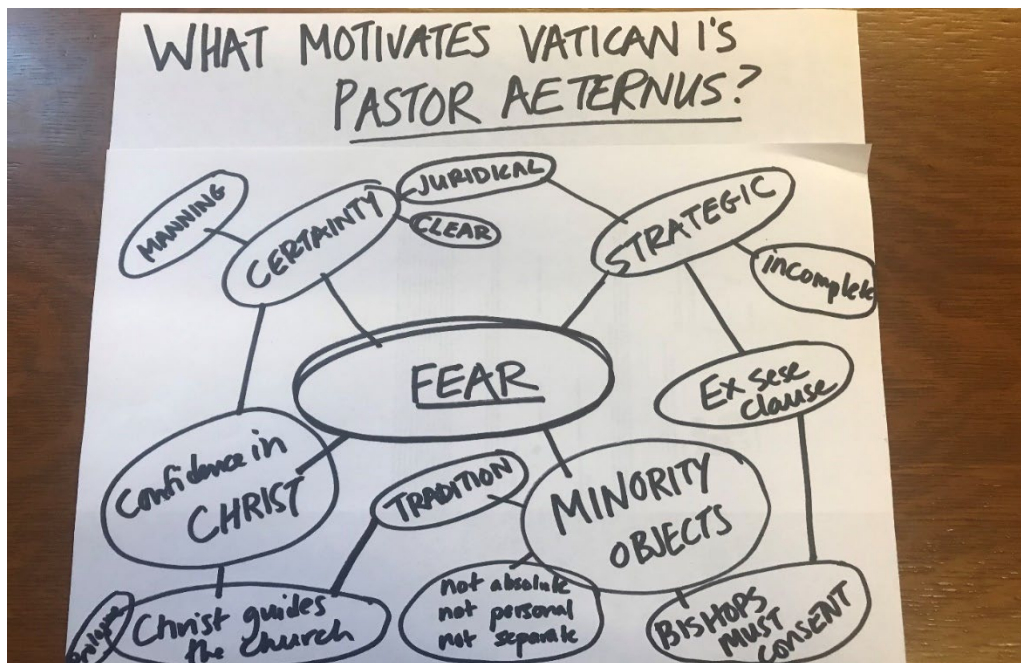 WHAT MOTIVATES VATICAN I'S
PASTOR AETERNUS?
MANNING
CERTAINTY
JURIDICAL
CLEAR
STRATEGIC
incomplete
FEAR
Ex sese
clause
Confidence in
CHRIST
TRADITION
MINORITY
OBJECTS
Prologue
Christ guides
the church
not absolute
not personal
not separate
BISHOPS
MUST
CONSENT